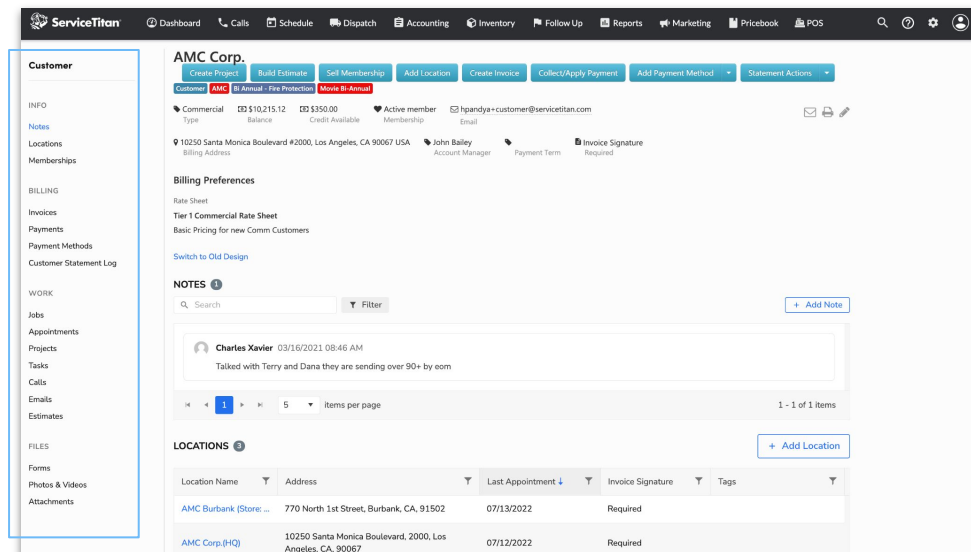 ServiceTitan Dashboard Calls Schedule Dispatch Accounting Inventory Follow Up Reports Marketing Pricebook POS
Customer
INFO
Notes
Locations
Memberships
BILLING
Invoices
Payments
Payment Methods
Customer Statement Log
WORK
Jobs
Appointments
Projects
Tasks
Calls
Emails
Estimates
FILES
Forms
Photos & Videos
Attachments
AMC Corp.
Create Project Build Estimate Sell Membership Add Location Create Invoice Collect/Apply Payment Add Payment Method Statement Actions
Customer AMC Bi Annual - Fire Protection Movie Bi-Annual
Commercial $10,215.12 $350.00 Active member hpandya+customer@servicetitan.com
Type Balance Credit Available Membership Email
10250 Santa Monica Boulevard #2000, Los Angeles, CA 90067 USA John Bailey Invoice Signature
Billing Address Account Manager Payment Term Required
Billing Preferences
Rate Sheet
Tier 1 Commercial Rate Sheet
Basic Pricing for new Comm Customers
Switch to Old Design
NOTES 1
Search Filter + Add Note
Charles Xavier 03/16/2021 08:46 AM
Talked with Terry and Dana they are sending over 90+ by eom
1 5 items per page 1 - 1 of 1 items
LOCATIONS 3 + Add Location
Location Name Address Last Appointment ↓ Invoice Signature Tags
AMC Burbank (Store: ... 770 North 1st Street, Burbank, CA, 91502 07/13/2022 Required
AMC Corp.(HQ) 10250 Santa Monica Boulevard, 2000, Los 07/12/2022 Required
Angeles, CA, 90067